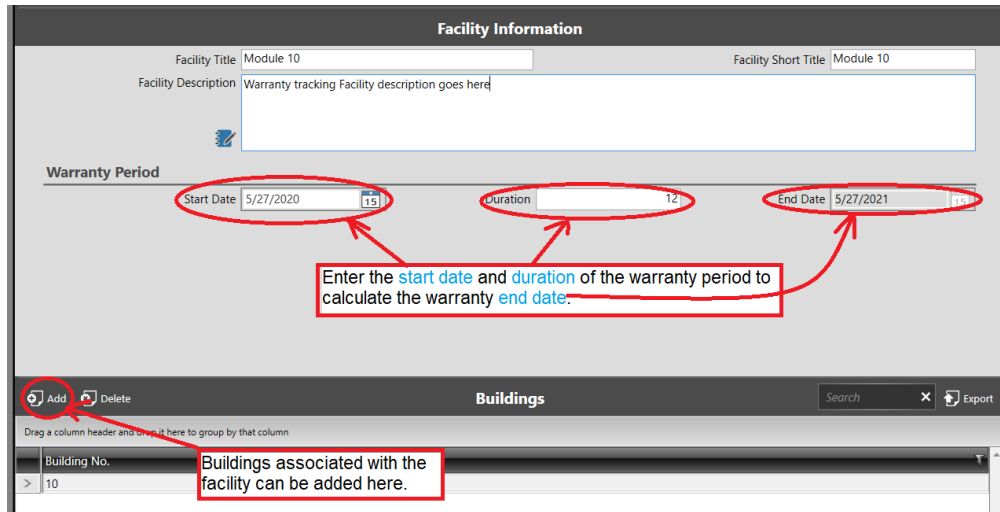 Facility Information
Facility Title Module 10 Facility Short Title Module 10
Facility Description Warranty tracking Facility description goes here
Warranty Period
Start Date 5/27/2020 15 Duration 12 End Date 5/27/2021 15
Enter the start date and duration of the warranty period to
calculate the warranty end date.
Add Delete Buildings Search Export
Drag a column header and drop it here to group by that column
Building No.
10
Buildings associated with the
facility can be added here.